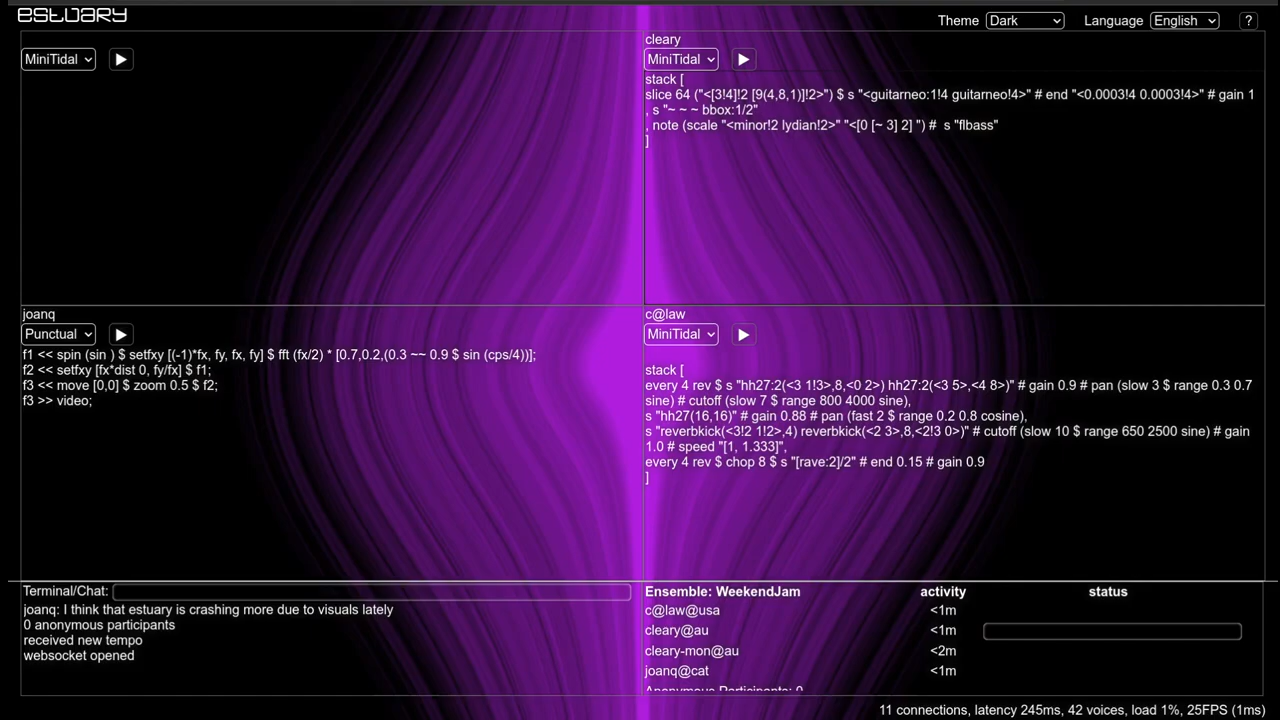 estuary
Theme Dark Language English ?
MiniTidal
cleary
MiniTidal
stack [
slice 64 ("<[3!4]!2 [9(4,8,1)]!2>") $ s "<guitarneo:1!4 guitarneo!4>" # end "<0.0003!4 0.0003!4>" # gain 1
, s "~ ~ ~ bbox:1/2"
, note (scale "<minor!2 lydian!2>" "<[0 [~ 3] 2] ") # s "flbass"
]
joanq
Punctual
f1 << spin (sin ) $ setfxy [(-1)*fx, fy, fx, fy] $ fft (fx/2) * [0.7,0.2,(0.3 ~~ 0.9 $ sin (cps/4))];
f2 << setfxy [fx*dist 0, fy/fx] $ f1;
f3 << move [0,0] $ zoom 0.5 $ f2;
f3 >> video;
c@law
MiniTidal
stack [
every 4 rev $ s "hh27:2(<3 1!3>,8,<0 2>) hh27:2(<3 5>,<4 8>)" # gain 0.9 # pan (slow 3 $ range 0.3 0.7
sine) # cutoff (slow 7 $ range 800 4000 sine),
s "hh27(16,16)" # gain 0.88 # pan (fast 2 $ range 0.2 0.8 cosine),
s "reverbkick(<3!2 1!2>,4) reverbkick(<2 3>,8,<2!3 0>)" # cutoff (slow 10 $ range 650 2500 sine) # gain
1.0 # speed "[1, 1.333]",
every 4 rev $ chop 8 $ s "[rave:2]/2" # end 0.15 # gain 0.9
]
Terminal/Chat:
joanq: I think that estuary is crashing more due to visuals lately
0 anonymous participants
received new tempo
websocket opened
Ensemble: WeekendJam activity status
c@law@usa <1m
cleary@au <1m
cleary-mon@au <2m
joanq@cat <1m
Anonymous Participants: 0
11 connections, latency 245ms, 42 voices, load 1%, 25FPS (1ms)